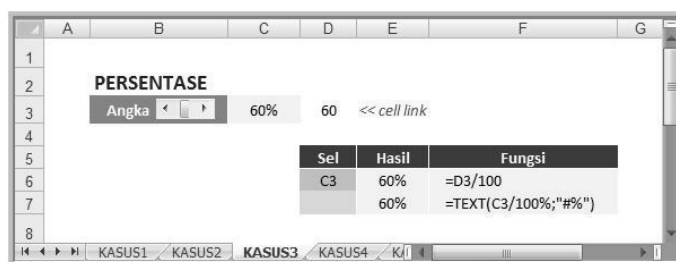 A B C D E F G
1
2 PERSENTASE
3 Angka 60% 60 << cell link
4
5 Sel Hasil Fungsi
6 C3 60% =D3/100
7 60% =TEXT(C3/100%;"#%")
8
KASUS1 KASUS2 KASUS3 KASUS4